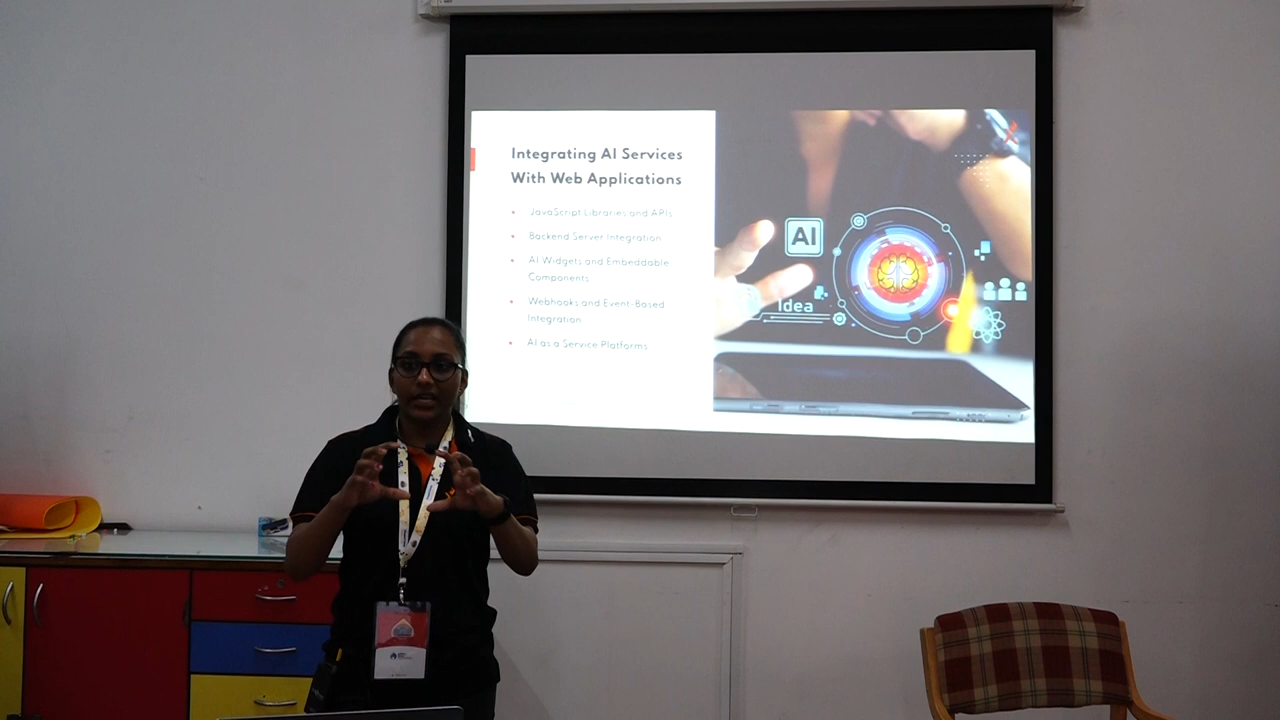 Integrating AI Services
With Web Applications
• JavaScript Libraries and APIs
• Backend Server Integration
• AI Widgets and Embeddable
Components
• Webhooks and Event-Based
Integration
• AI as a Service Platforms
AI
Idea